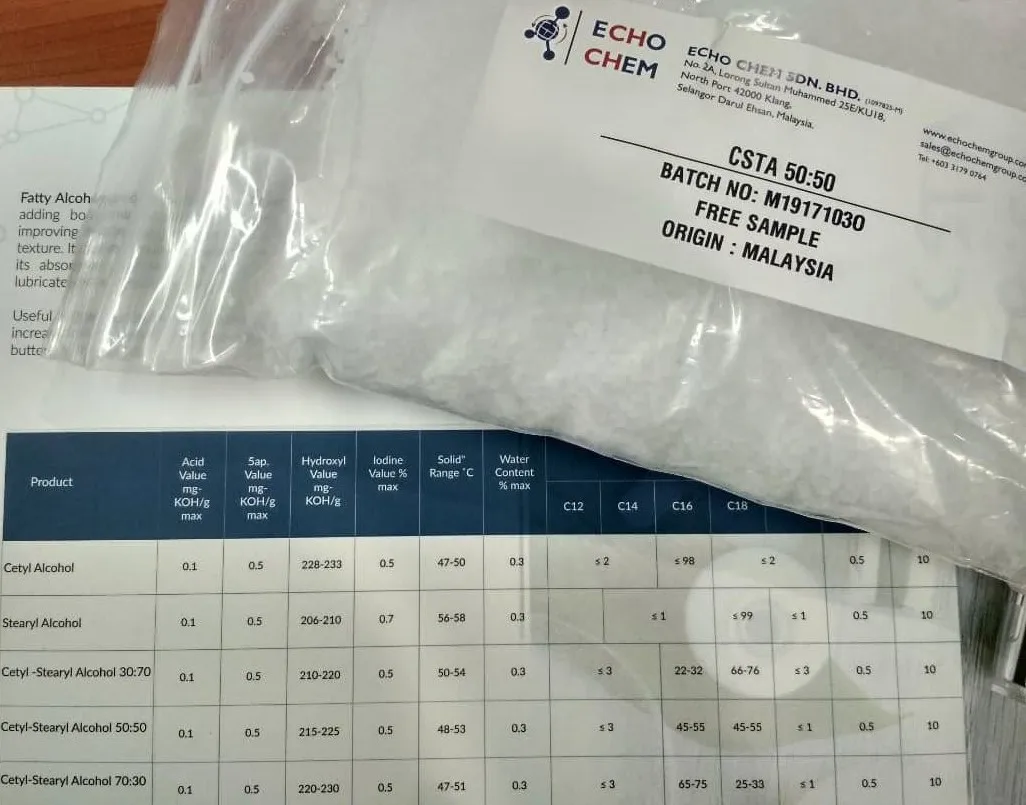 ECHO
CHEM
ECHO CHEM SDN. BHD. (1097825-M)
No. 2A, Lorong Sultan Muhammed 25E/KU18,
North Port 42000 Klang,
Selangor Darul Ehsan, Malaysia.
www.echochemgroup.co
sales@echochemgroup.co
Tel: +603 3179 0764
CSTA 50:50
BATCH NO: M19171030
FREE SAMPLE
ORIGIN : MALAYSIA
Fatty Alcoh
adding bo
improving
texture. It
its absor
lubricate
Useful
increa
butte
Product
Acid Value mg-KOH/g max
Sap. Value mg-KOH/g max
Hydroxyl Value mg-KOH/g
Iodine Value % max
Solid" Range °C
Water Content % max
C12 C14 C16 C18
Cetyl Alcohol 0.1 0.5 228-233 0.5 47-50 0.3 ≤ 2 ≤ 98 ≤ 2 0.5 10
Stearyl Alcohol 0.1 0.5 206-210 0.7 56-58 0.3 ≤ 1 ≤ 99 ≤ 1 0.5 10
Cetyl -Stearyl Alcohol 30:70 0.1 0.5 210-220 0.5 50-54 0.3 ≤ 3 22-32 66-76 ≤ 3 0.5 10
Cetyl-Stearyl Alcohol 50:50 0.1 0.5 215-225 0.5 48-53 0.3 ≤ 3 45-55 45-55 ≤ 1 0.5 10
Cetyl-Stearyl Alcohol 70:30 0.1 0.5 220-230 0.5 47-51 0.3 ≤ 3 65-75 25-33 ≤ 1 0.5 10